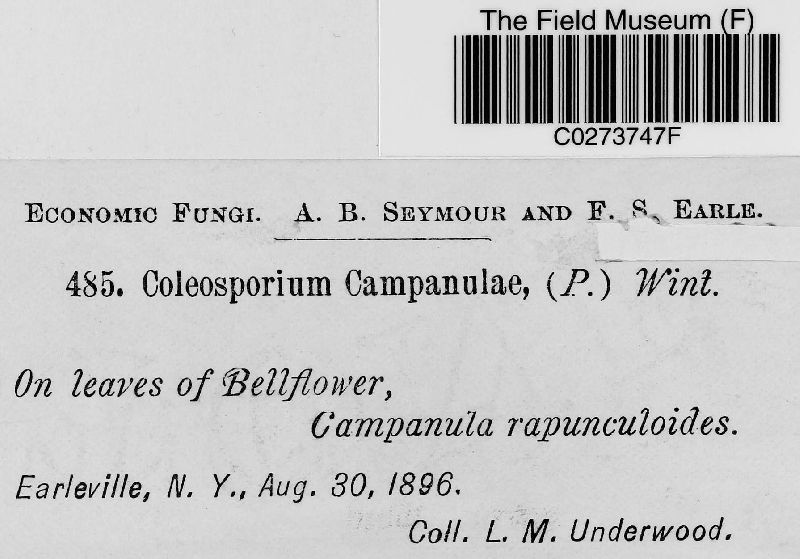 The Field Museum (F)
C0273747F
Economic Fungi. A. B. Seymour and F. S. Earle.
485. Coleosporium Campanulae, (P.) Wint.
On leaves of Bellflower,
Campanula rapunculoides.
Earleville, N. Y., Aug. 30, 1896.
Coll. L. M. Underwood.